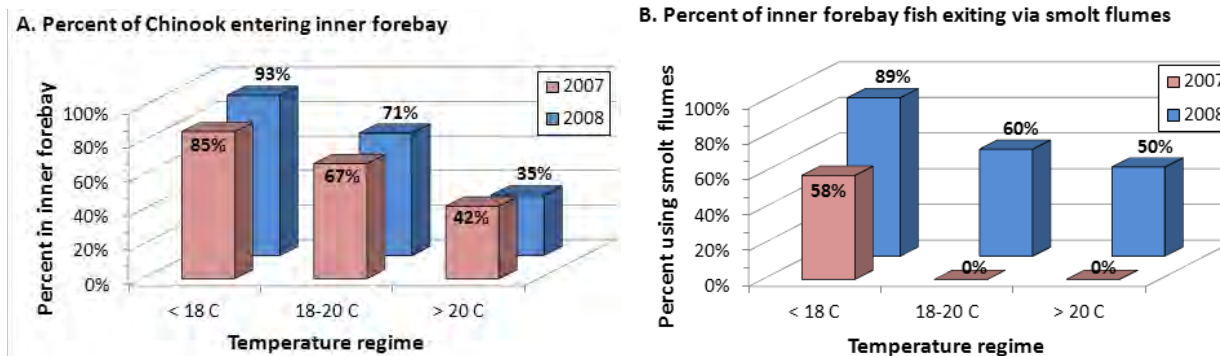 A. Percent of Chinook entering inner forebay
Percent in inner forebay
100%
80%
60%
40%
20%
0%
93%
85%
71%
67%
35%
42%
2007
2008
< 18 C
18-20 C
> 20 C
Temperature regime
B. Percent of inner forebay fish exiting via smolt flumes
Percent using smolt flumes
100%
80%
60%
40%
20%
0%
89%
58%
60%
0%
50%
0%
2007
2008
< 18 C
18-20 C
> 20 C
Temperature regime